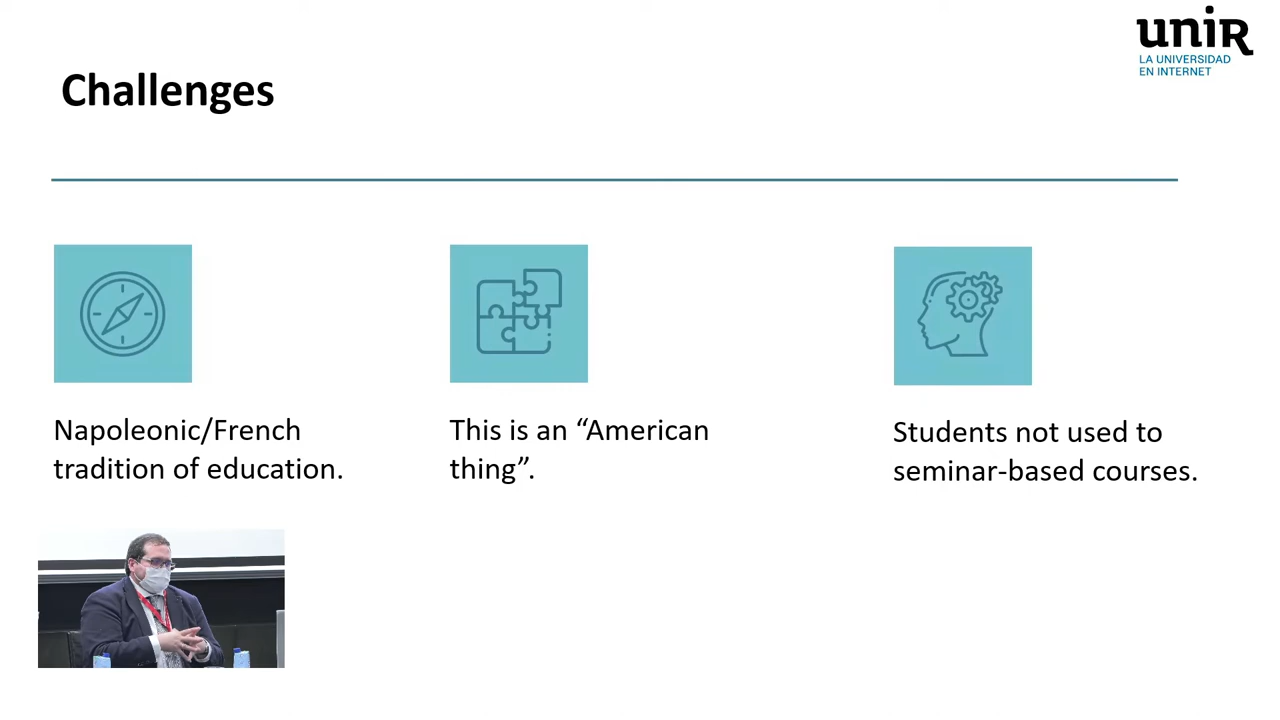 unir
LA UNIVERSIDAD
EN INTERNET
Challenges
Napoleonic/French
tradition of education.
This is an “American
thing”.
Students not used to
seminar-based courses.